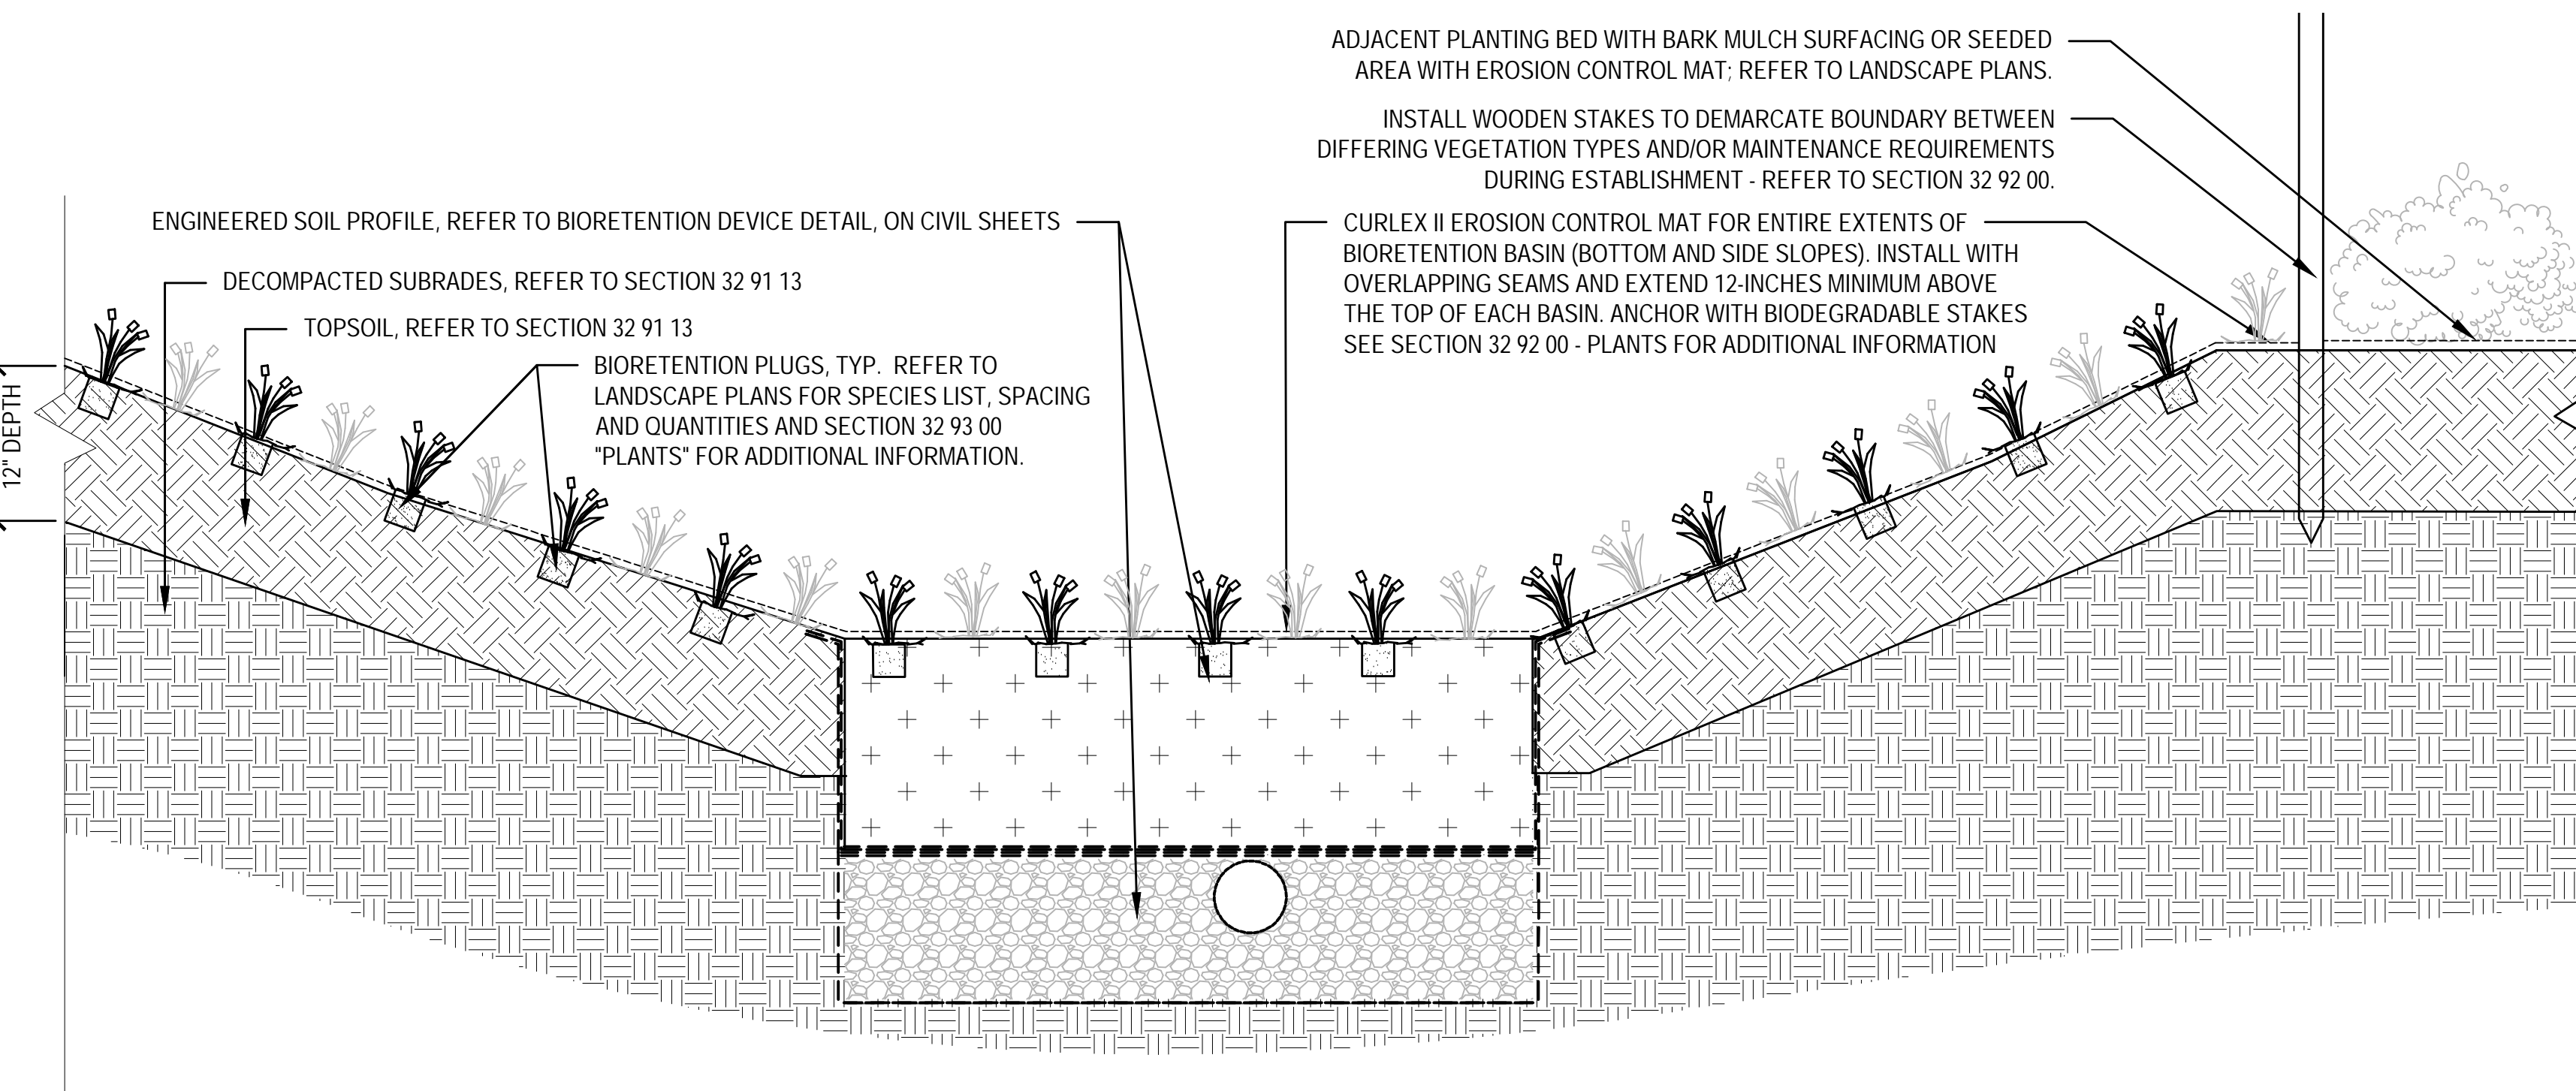 ADJACENT PLANTING BED WITH BARK MULCH SURFACING OR SEEDED
AREA WITH EROSION CONTROL MAT; REFER TO LANDSCAPE PLANS.
INSTALL WOODEN STAKES TO DEMARCATE BOUNDARY BETWEEN
DIFFERING VEGETATION TYPES AND/OR MAINTENANCE REQUIREMENTS
DURING ESTABLISHMENT - REFER TO SECTION 32 92 00.
ENGINEERED SOIL PROFILE, REFER TO BIORETENTION DEVICE DETAIL, ON CIVIL SHEETS
CURLEX II EROSION CONTROL MAT FOR ENTIRE EXTENTS OF
BIORETENTION BASIN (BOTTOM AND SIDE SLOPES). INSTALL WITH
OVERLAPPING SEAMS AND EXTEND 12-INCHES MINIMUM ABOVE
THE TOP OF EACH BASIN. ANCHOR WITH BIODEGRADABLE STAKES
SEE SECTION 32 92 00 - PLANTS FOR ADDITIONAL INFORMATION
DECOMPACTED SUBRADES, REFER TO SECTION 32 91 13
TOPSOIL, REFER TO SECTION 32 91 13
BIORETENTION PLUGS, TYP. REFER TO
LANDSCAPE PLANS FOR SPECIES LIST, SPACING
AND QUANTITIES AND SECTION 32 93 00
"PLANTS" FOR ADDITIONAL INFORMATION.
12" DEPTH